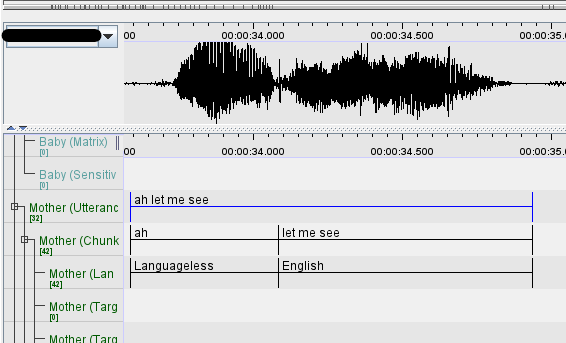 00 00:00:34.000 00:00:34.500 00:00:35.0
00 00:00:34.000 00:00:34.500 00:00:35.0
Baby (Matrix)
[0]
Baby (Sensitiv
[0]
Mother (Utteranc
[32]
ah let me see
Mother (Chunk
[42]
ah let me see
Mother (Lan
[42]
Languageless English
Mother (Targ
[0]
Mother (Targ